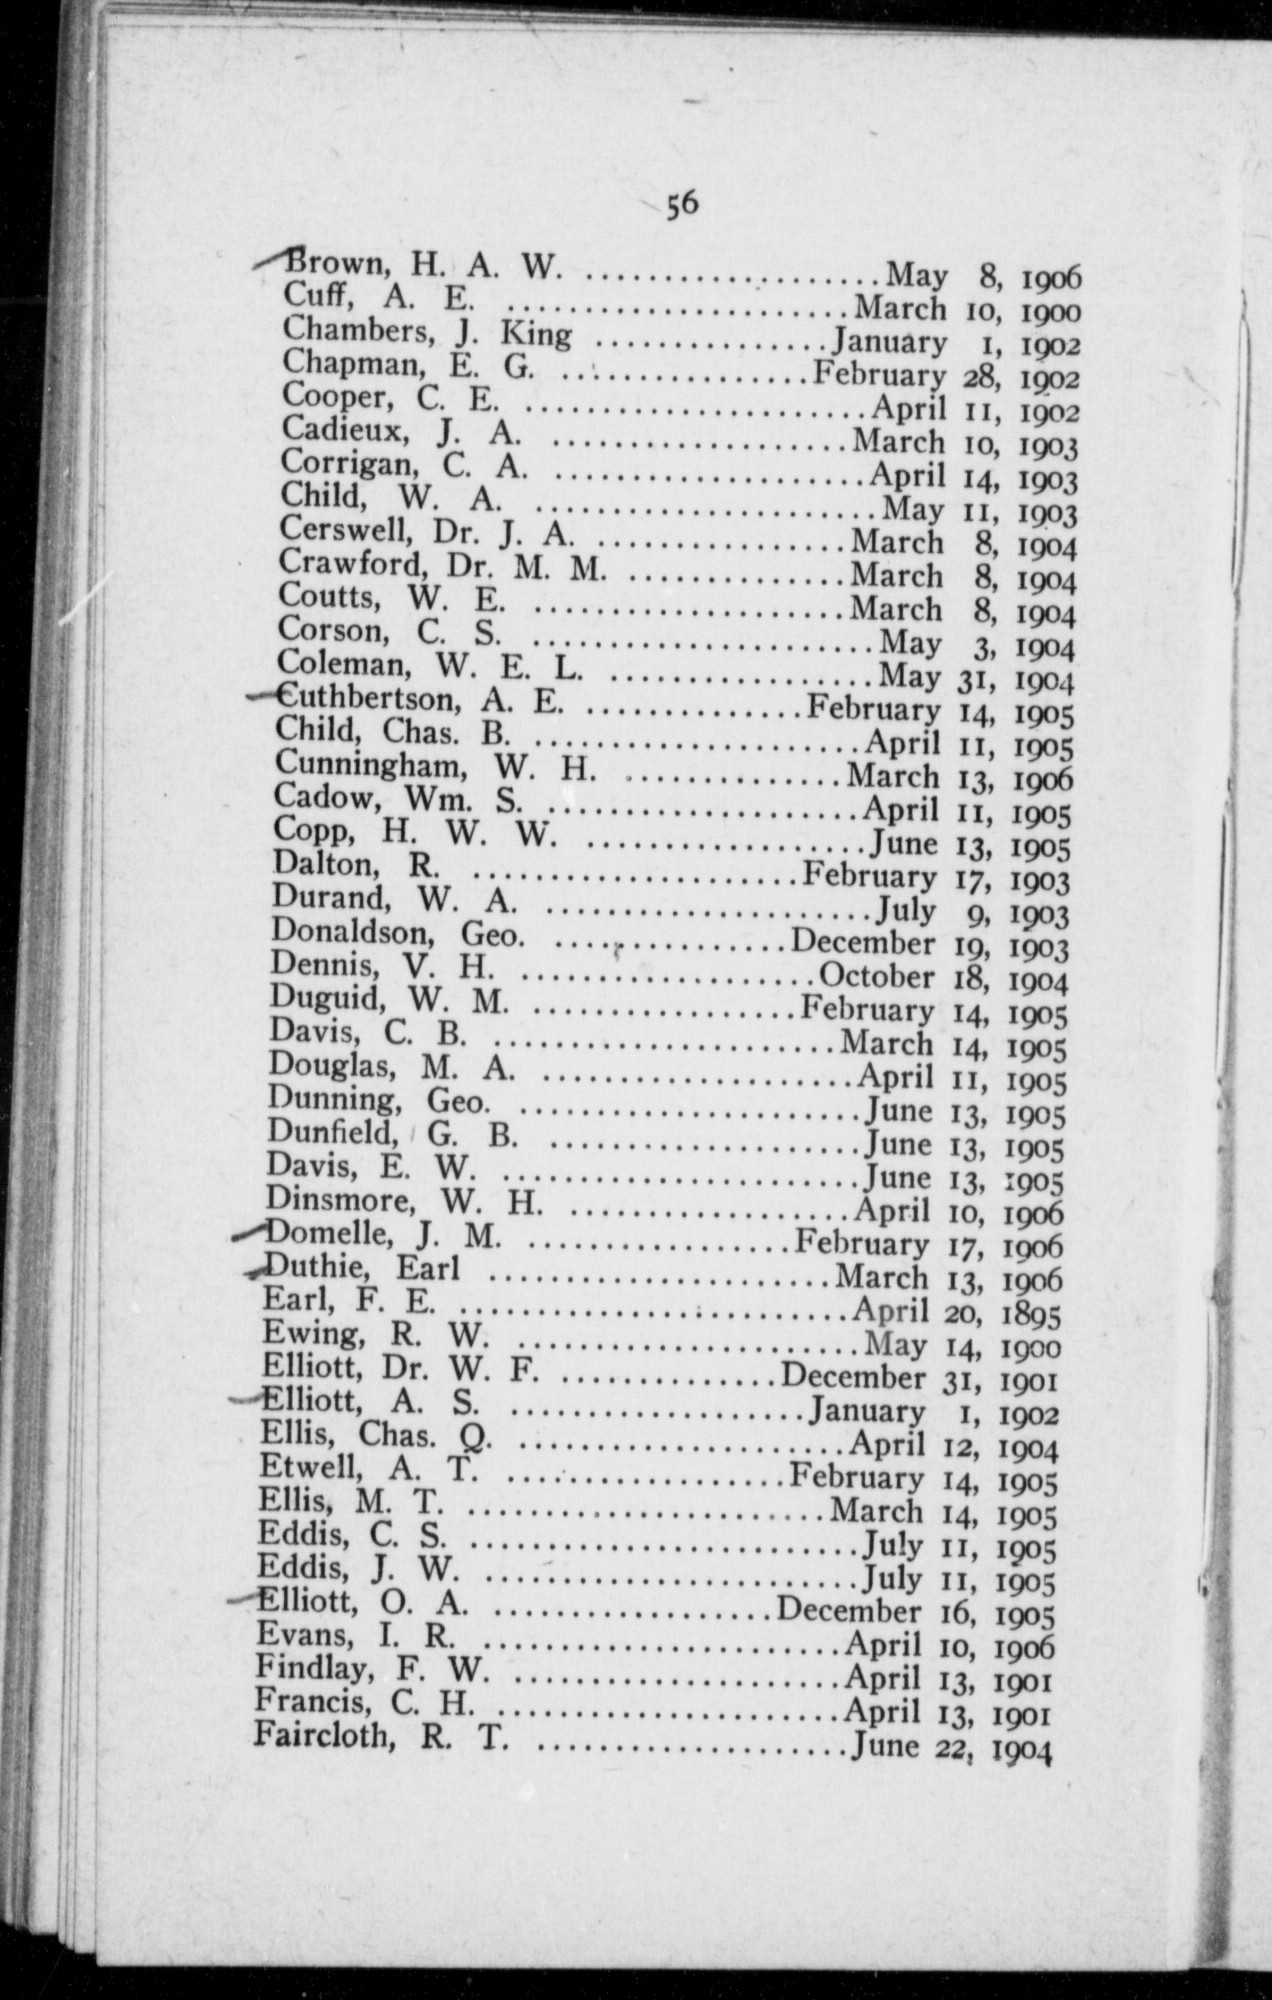 56
Brown, H. A. W. ....................May 8, 1906
Cuff, A. E. ......................March 10, 1900
Chambers, J. King ...............January 1, 1902
Chapman, E. G. ................February 28, 1902
Cooper, C. E. ......................April 11, 1902
Cadieux, J. A. ...................March 10, 1903
Corrigan, C. A. ....................April 14, 1903
Child, W. A. ......................May 11, 1903
Cerswell, Dr. J. A. ................March 8, 1904
Crawford, Dr. M. M. ..............March 8, 1904
Coutts, W. E. ....................March 8, 1904
Corson, C. S. ......................May 3, 1904
Coleman, W. E. L. .................May 31, 1904
Cuthbertson, A. E. ..............February 14, 1905
Child, Chas. B. .....................April 11, 1905
Cunningham, W. H. ..............March 13, 1906
Cadow, Wm. S. ....................April 11, 1905
Copp, H. W. W. ..................June 13, 1905
Dalton, R. .....................February 17, 1903
Durand, W. A. .....................July 9, 1903
Donaldson, Geo. ...............December 19, 1903
Dennis, V. H. ...................October 18, 1904
Duguid, W. M. .................February 14, 1905
Davis, C. B. ......................March 14, 1905
Douglas, M. A. ....................April 11, 1905
Dunning, Geo. ......................June 13, 1905
Dunfield, G. B. ....................June 13, 1905
Davis, E. W. .......................June 13, 1905
Dinsmore, W. H. ..................April 10, 1906
Domelle, J. M. .................February 17, 1906
Duthie, Earl ......................March 13, 1906
Earl, F. E. .........................April 20, 1895
Ewing, R. W. ......................May 14, 1900
Elliott, Dr. W. F. ..............December 31, 1901
Elliott, A. S. ...................January 1, 1902
Ellis, Chas. Q. .....................April 12, 1904
Etwell, A. T. ..................February 14, 1905
Ellis, M. T. .......................March 14, 1905
Eddis, C. S. .........................July 11, 1905
Eddis, J. W. ........................July 11, 1905
Elliott, O. A. ..................December 16, 1905
Evans, I. R. .......................April 10, 1906
Findlay, F. W. .....................April 13, 1901
Francis, C. H. ......................April 13, 1901
Faircloth, R. T. ....................June 22, 1904